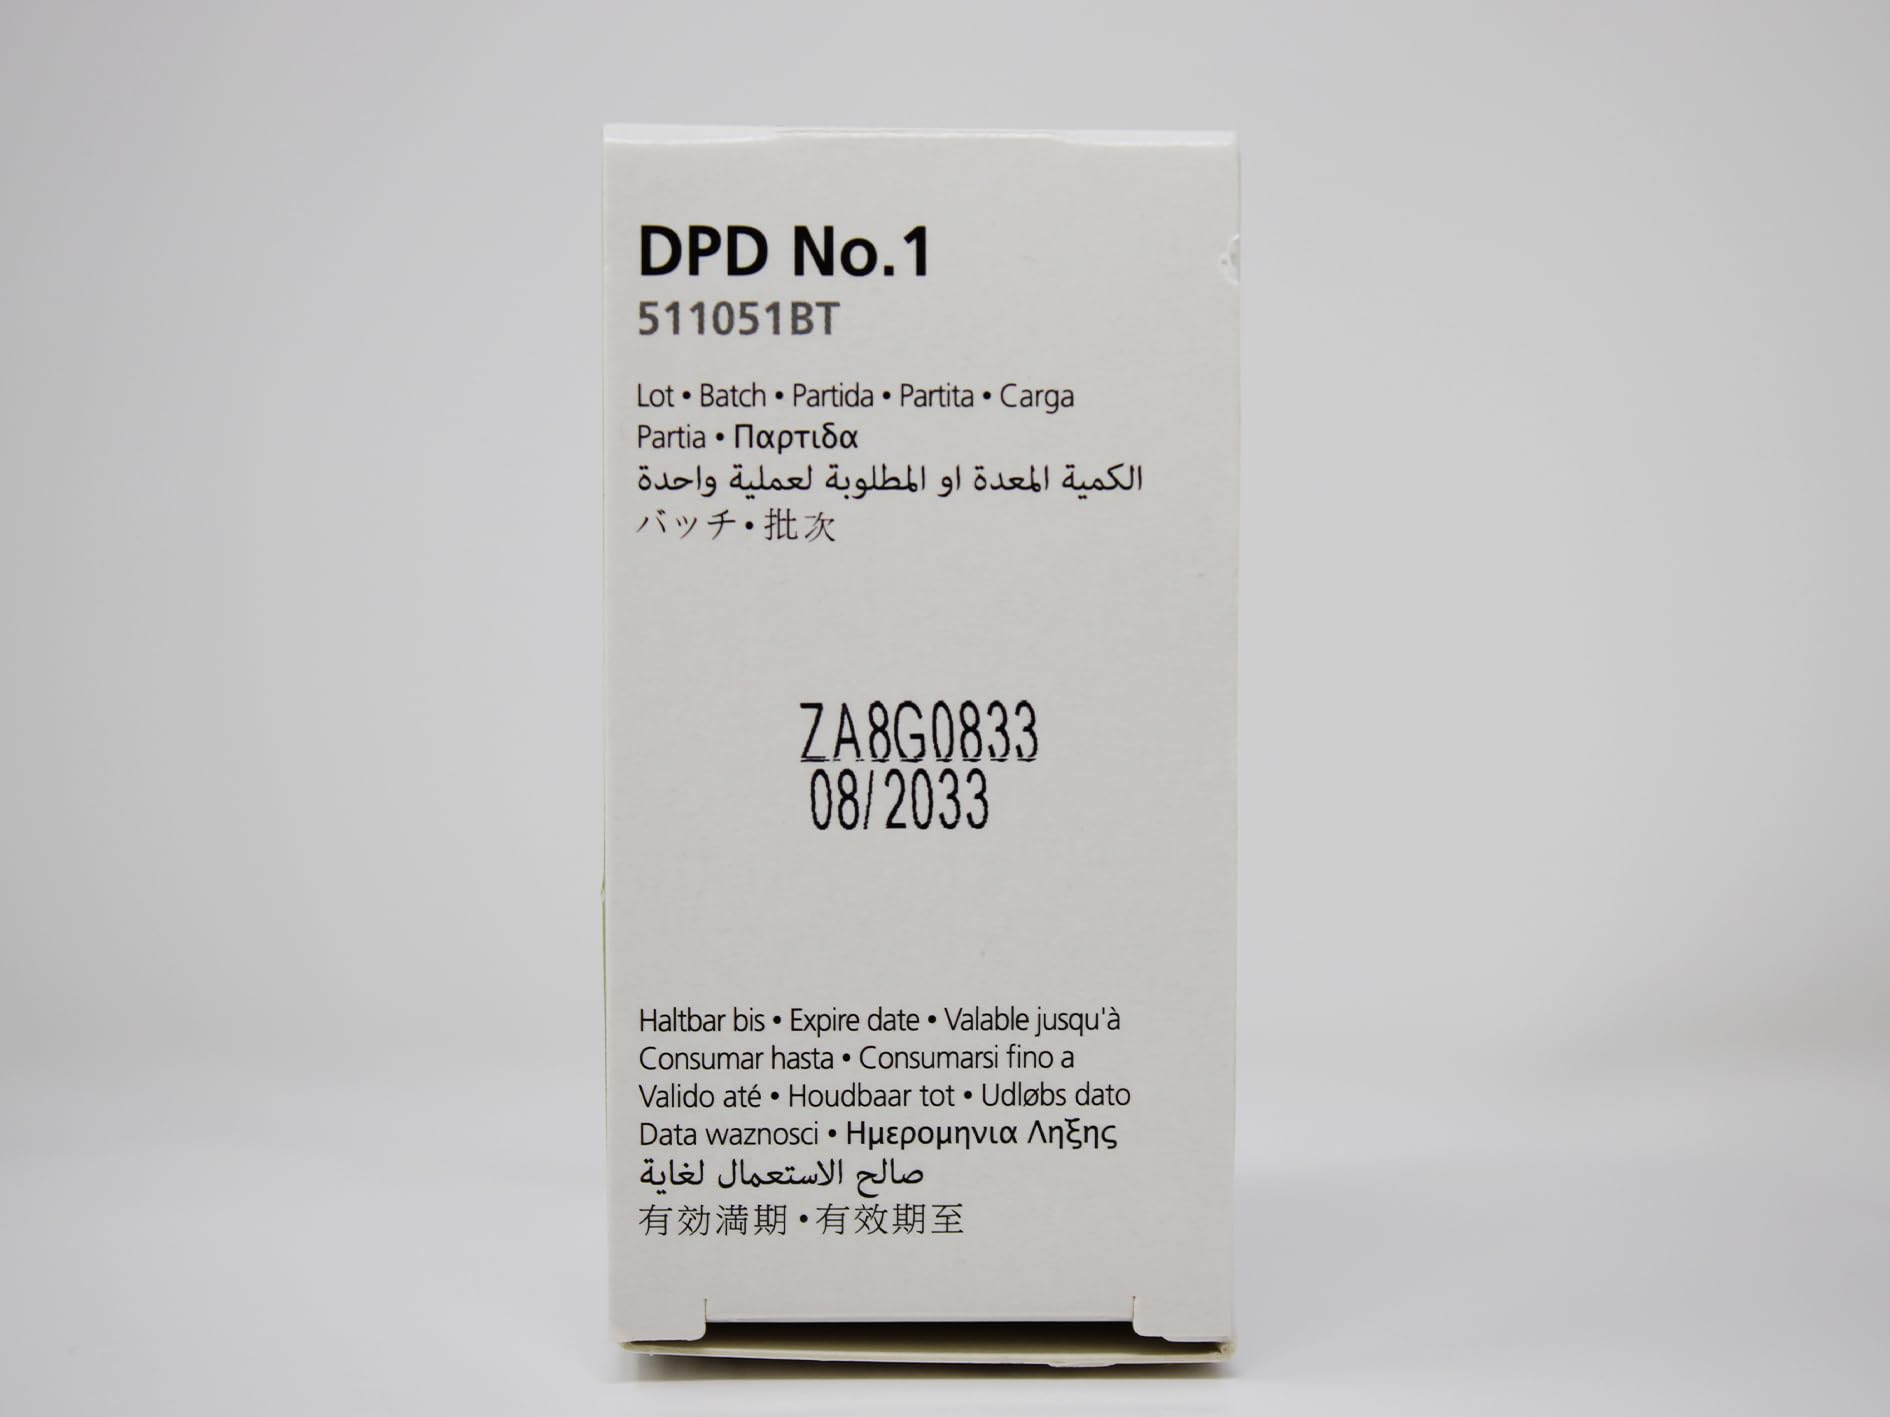 DPD No.1
511051BT
Lot • Batch • Partida • Partita • Carga
Partia • Παρτιδα
الكمية المعدة او المطلوبة لعملية واحدة
バッチ • 批次
ZA8G0833
08/2033
Haltbar bis • Expire date • Valable jusqu'à
Consumar hasta • Consumarsi fino a
Valido até • Houdbaar tot • Udløbs dato
Data waznosci • Ημερομηνια Ληξης
صالح الاستعمال لغاية
有効満期 • 有效期至